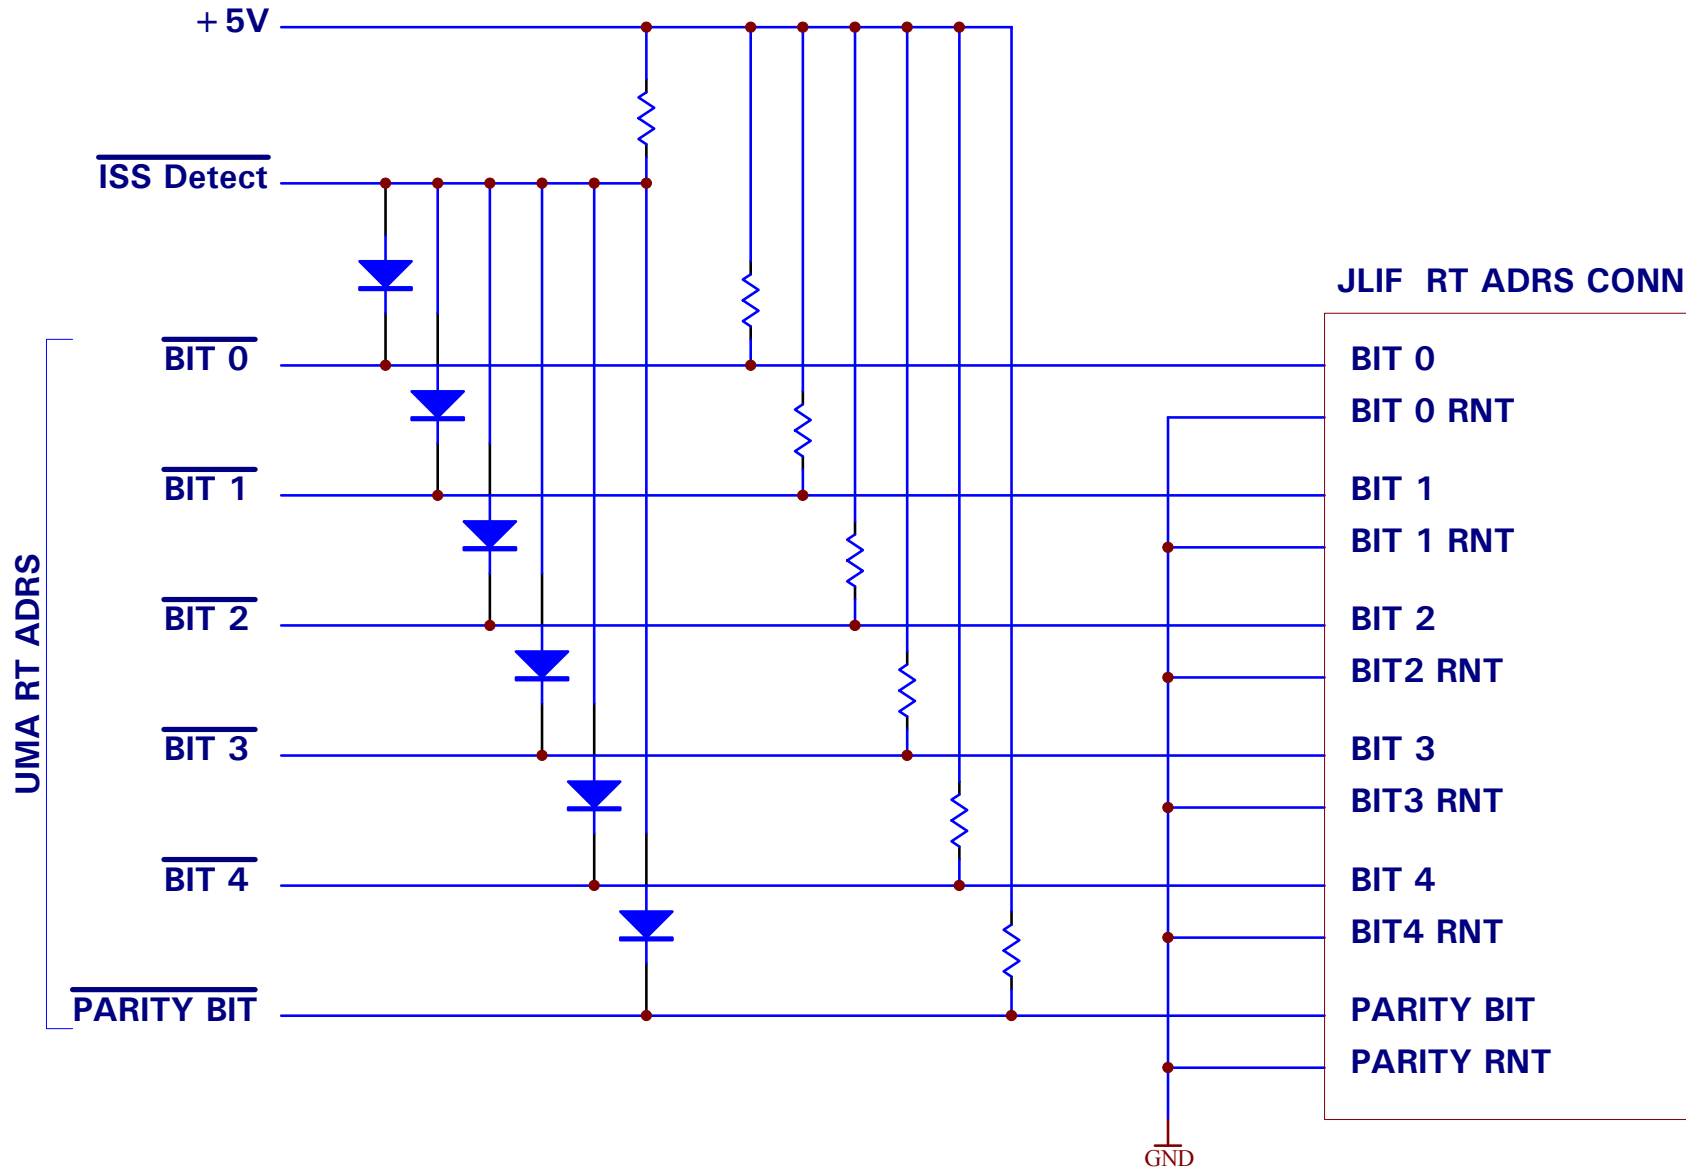 +5V
ISS Detect
JLIF RT ADRS CONN
UMA RT ADRS
BIT 0
BIT 0
BIT 0 RNT
BIT 1
BIT 1
BIT 1 RNT
BIT 2
BIT 2
BIT2 RNT
BIT 3
BIT 3
BIT3 RNT
BIT 4
BIT 4
BIT4 RNT
PARITY BIT
PARITY BIT
PARITY RNT
GND